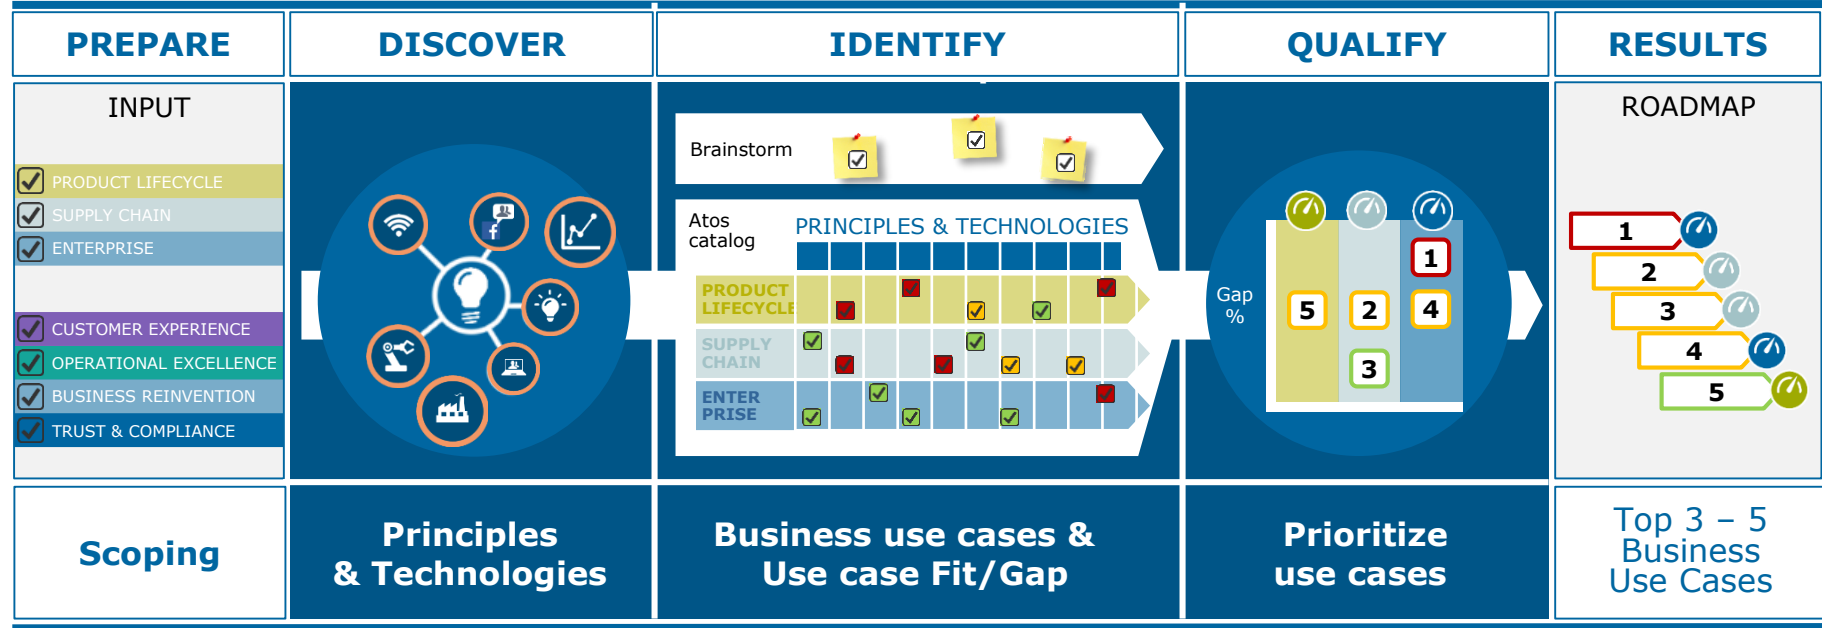 PREPARE
DISCOVER
IDENTIFY
QUALIFY
RESULTS
INPUT
PRODUCT LIFECYCLE
SUPPLY CHAIN
ENTERPRISE
CUSTOMER EXPERIENCE
OPERATIONAL EXCELLENCE
BUSINESS REINVENTION
TRUST & COMPLIANCE
f
Brainstorm
Atos
catalog
PRINCIPLES & TECHNOLOGIES
PRODUCT
LIFECYCLE
SUPPLY
CHAIN
ENTER
PRISE
Gap
%
1
5
2
4
3
ROADMAP
1
2
3
4
5
Scoping
Principles
& Technologies
Business use cases &
Use case Fit/Gap
Prioritize
use cases
Top 3 – 5
Business
Use Cases